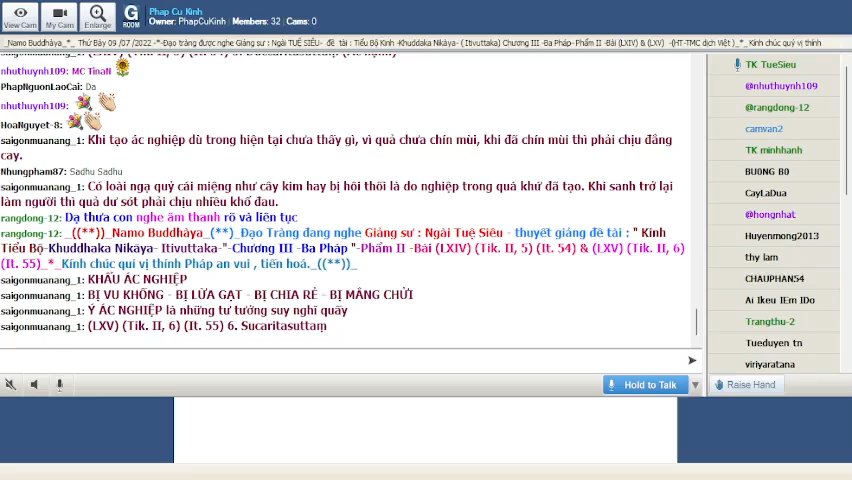 Phap Cu Kinh
Owner: PhapCuKinh | Members: 32 | Cams: 0
View Cam
My Cam
Enlarge
G
ROOM
_Namo Buddhâya_*_ Thứ Bảy 09 /07 /2022 -*-Đạo tràng được nghe Giảng sư : Ngài TUỆ SIÊU- đề tài : Tiểu Bộ Kinh -Khuddaka Nikâya- ( Itivuttaka) Chương III -Ba Pháp- Phẩm II -Bài (LXIV) & (LXV) -(HT-TMC dịch Việt )_*_Kính chúc quý vị thính
nhuthuynh109: MC TinaN
PhapNguonLaoCai: Da
nhuthuynh109:
HoaNguyet-8:
saigonmuanang_1: Khi tạo ác nghiệp dù trong hiện tại chưa thấy gì, vì quả chưa chín mùi, khi đã chín mùi thì phải chịu đắng
cay.
Nhungpham87: Sadhu Sadhu
saigonmuanang_1: Có loài ngạ quỷ cái miệng như cây kim hay bị hôi thối là do nghiệp trong quá khứ đã tạo. Khi sanh trở lại
làm người thì quả dư sót phải chịu nhiều khổ đau.
rangdong-12: Dạ thưa con nghe âm thanh rõ và liên tục
rangdong-12: _((**))_Namo Buddhâya_(**)_Đạo Tràng đang nghe Giảng sư : Ngài Tuệ Siêu - thuyết giảng đề tài : " Kinh
Tiểu Bộ-Khuddhaka Nikâya- Itivuttaka-"-Chương III -Ba Pháp "-Phẩm II -Bài (LXIV) (Tik. II, 5) (It. 54) & (LXV) (Tik. II, 6)
(It. 55)_*_Kính chúc quí vị thính Pháp an vui , tiến hoá._((**))_
saigonmuanang_1: KHẨU ÁC NGHIỆP
saigonmuanang_1: BỊ VU KHỐNG - BỊ LỪA GẠT - BỊ CHIA RẼ - BỊ MẮNG CHỬI
saigonmuanang_1: Ý ÁC NGHIỆP là những tư tưởng suy nghĩ quấy
saigonmuanang_1: (LXV) (Tik. II, 6) (It. 55) 6. Sucaritasuttaṃ
Hold to Talk
TK TueSieu
@nhuthuynh109
@rangdong-12
camvan2
TK minhhanh
BU0NG B0
CayLaDua
@hongnhat
Huyenmong2013
thy lam
CHAUPHAN54
Ai Ikeu IEm IDo
Trangthu-2
Tueduyen tn
viriyaratana
Raise Hand